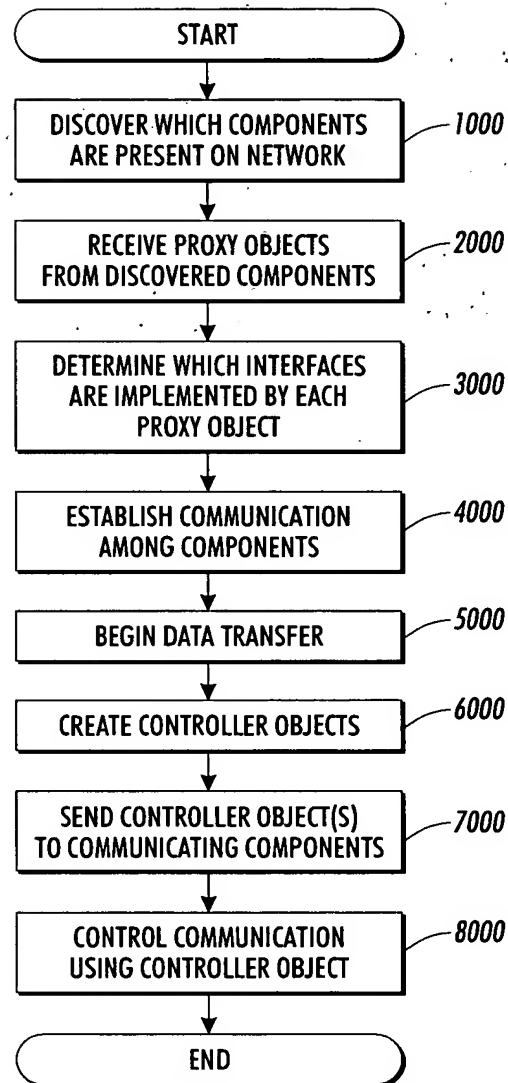 START
DISCOVER WHICH COMPONENTS
ARE PRESENT ON NETWORK
1000
RECEIVE PROXY OBJECTS
FROM DISCOVERED COMPONENTS
2000
DETERMINE WHICH INTERFACES
ARE IMPLEMENTED BY EACH
PROXY OBJECT
3000
ESTABLISH COMMUNICATION
AMONG COMPONENTS
4000
BEGIN DATA TRANSFER
5000
CREATE CONTROLLER OBJECTS
6000
SEND CONTROLLER OBJECT(S)
TO COMMUNICATING COMPONENTS
7000
CONTROL COMMUNICATION
USING CONTROLLER OBJECT
8000
END